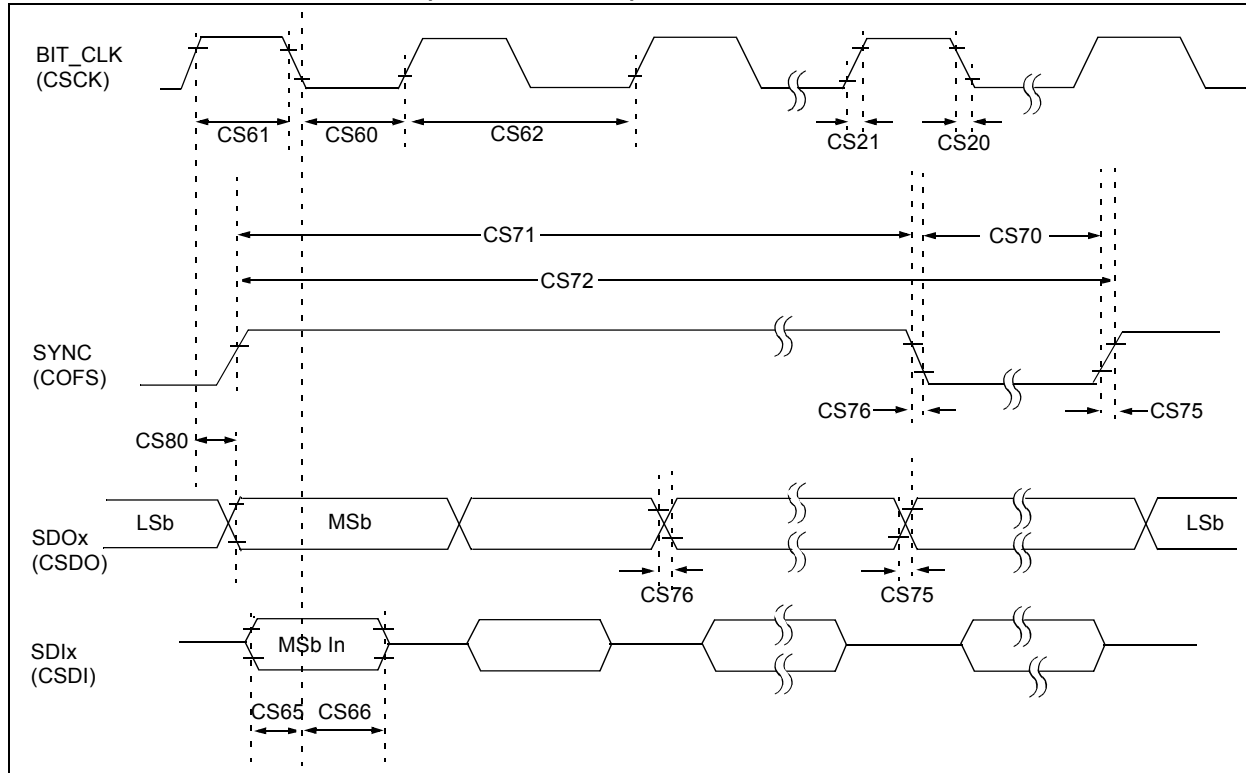 BIT_CLK
(CSCK)
CS61
CS60
CS62
CS21
CS20
CS71
CS70
CS72
SYNC
(COFS)
CS76
CS75
CS80
LSb
MSb
LSb
SDOx
(CSDO)
CS76
CS75
MSb In
SDIx
(CSDI)
CS65
CS66